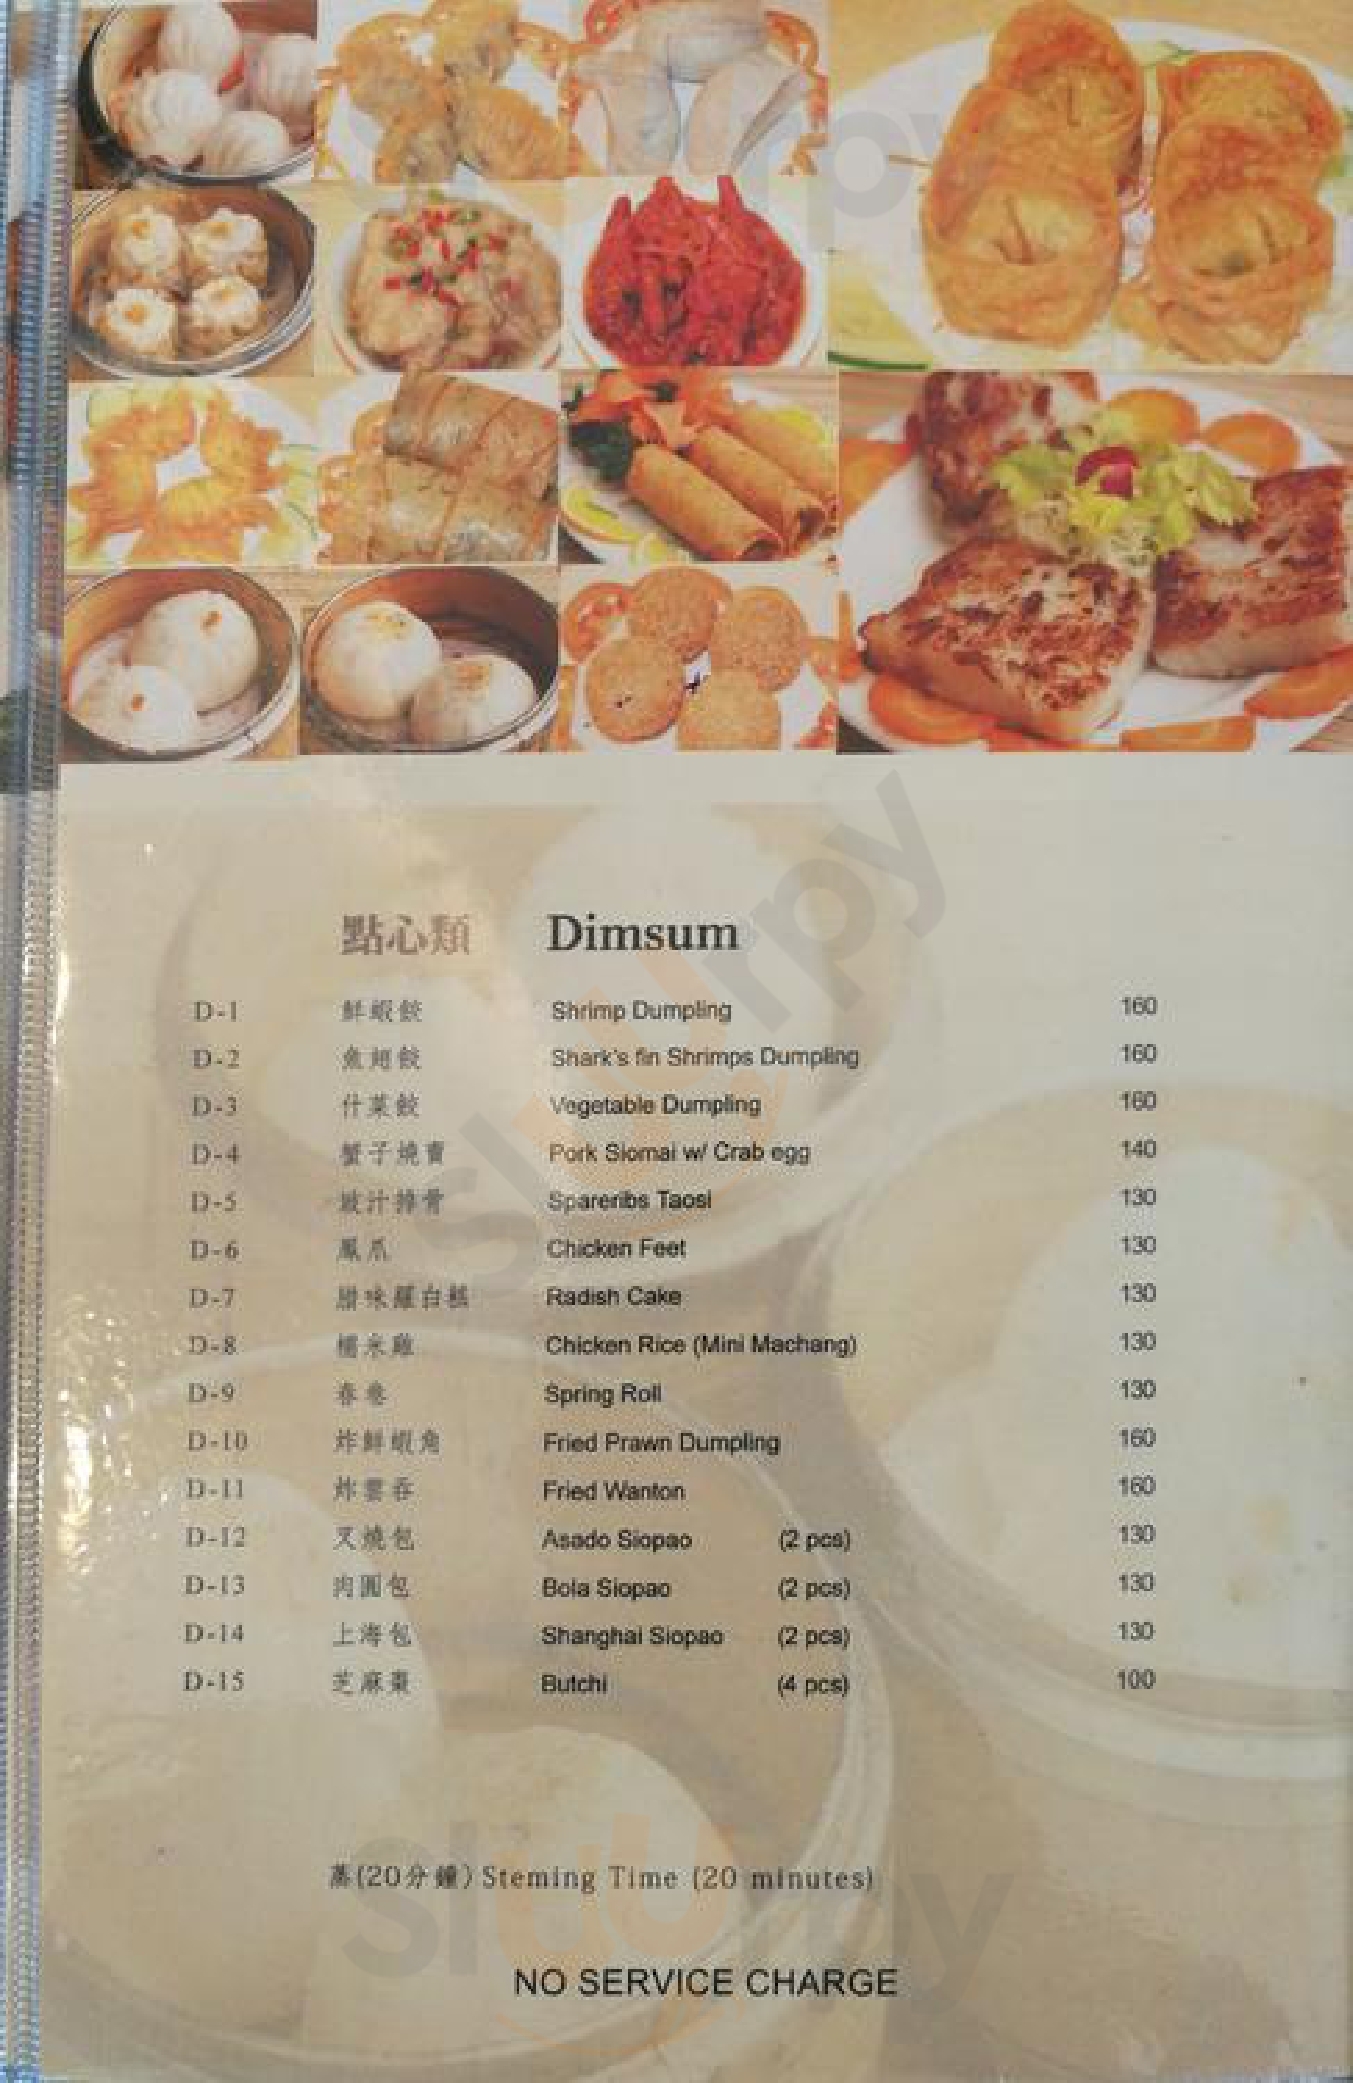 點心類 Dimsum
D-1 鮮蝦餃 Shrimp Dumpling 160
D-2 魚翅餃 Shark's fin Shrimps Dumpling 160
D-3 什菜餃 Vegetable Dumpling 160
D-4 蟹子燒賣 Pork Siomai w/ Crab egg 140
D-5 豉汁排骨 Spareribs Taosi 130
D-6 鳳爪 Chicken Feet 130
D-7 腊味羅白糕 Radish Cake 130
D-8 糯米雞 Chicken Rice (Mini Machang) 130
D-9 春卷 Spring Roll 130
D-10 炸鮮蝦角 Fried Prawn Dumpling 160
D-11 炸雲吞 Fried Wanton 160
D-12 叉燒包 Asado Siopao (2 pcs) 130
D-13 肉圓包 Bola Siopao (2 pcs) 130
D-14 上海包 Shanghai Siopao (2 pcs) 130
D-15 芝麻棗 Butchi (4 pcs) 100
蒸(20分鐘) Steming Time (20 minutes)
NO SERVICE CHARGE
slurpy
slurpy